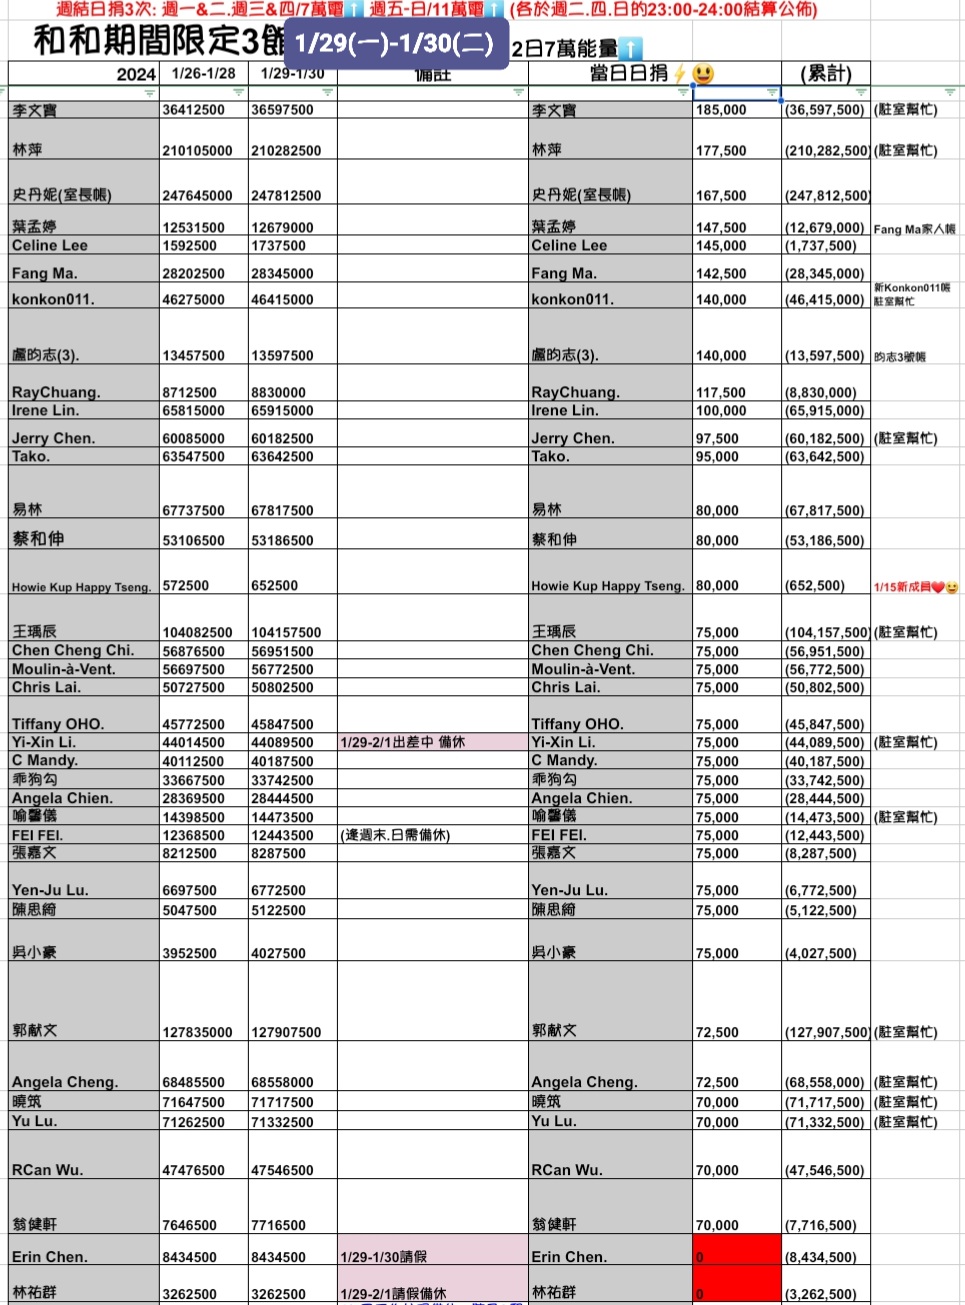 週結日捐3次: 週一&二.週三&四/7萬電⬆️ 週五-日/11萬電⬆️ (各於週二.四.日的23:00-24:00結算公佈)
和和期間限定3館 1/29(一)-1/30(二) 2日7萬能量⬆️
2024 1/26-1/28 1/29-1/30 備註 當日日捐⚡😃 (累計)
李文寶 36412500 36597500 李文寶 185,000 (36,597,500) (駐室幫忙)
林萍 210105000 210282500 林萍 177,500 (210,282,500) (駐室幫忙)
史丹妮(室長帳) 247645000 247812500 史丹妮(室長帳) 167,500 (247,812,500)
葉孟婷 12531500 12679000 葉孟婷 147,500 (12,679,000) Fang Ma家人帳
Celine Lee 1592500 1737500 Celine Lee 145,000 (1,737,500)
Fang Ma. 28202500 28345000 Fang Ma. 142,500 (28,345,000)
konkon011. 46275000 46415000 konkon011. 140,000 (46,415,000) 新Konkon011帳
駐室幫忙
盧昀志(3). 13457500 13597500 盧昀志(3). 140,000 (13,597,500) 昀志3號帳
RayChuang. 8712500 8830000 RayChuang. 117,500 (8,830,000)
Irene Lin. 65815000 65915000 Irene Lin. 100,000 (65,915,000)
Jerry Chen. 60085000 60182500 Jerry Chen. 97,500 (60,182,500) (駐室幫忙)
Tako. 63547500 63642500 Tako. 95,000 (63,642,500)
易林 67737500 67817500 易林 80,000 (67,817,500)
蔡和伸 53106500 53186500 蔡和伸 80,000 (53,186,500)
Howie Kup Happy Tseng. 572500 652500 Howie Kup Happy Tseng. 80,000 (652,500) 1/15新成員❤️😄
王瑀辰 104082500 104157500 王瑀辰 75,000 (104,157,500) (駐室幫忙)
Chen Cheng Chi. 56876500 56951500 Chen Cheng Chi. 75,000 (56,951,500)
Moulin-à-Vent. 56697500 56772500 Moulin-à-Vent. 75,000 (56,772,500)
Chris Lai. 50727500 50802500 Chris Lai. 75,000 (50,802,500)
Tiffany OHO. 45772500 45847500 Tiffany OHO. 75,000 (45,847,500)
Yi-Xin Li. 44014500 44089500 1/29-2/1出差中 備休 Yi-Xin Li. 75,000 (44,089,500) (駐室幫忙)
C Mandy. 40112500 40187500 C Mandy. 75,000 (40,187,500)
乖狗勾 33667500 33742500 乖狗勾 75,000 (33,742,500)
Angela Chien. 28369500 28444500 Angela Chien. 75,000 (28,444,500)
喻馨儀 14398500 14473500 喻馨儀 75,000 (14,473,500) (駐室幫忙)
FEI FEI. 12368500 12443500 (逢週末.日需備休) FEI FEI. 75,000 (12,443,500)
張嘉文 8212500 8287500 張嘉文 75,000 (8,287,500)
Yen-Ju Lu. 6697500 6772500 Yen-Ju Lu. 75,000 (6,772,500)
陳思綺 5047500 5122500 陳思綺 75,000 (5,122,500)
吳小豪 3952500 4027500 吳小豪 75,000 (4,027,500)
郭献文 127835000 127907500 郭献文 72,500 (127,907,500) (駐室幫忙)
Angela Cheng. 68485500 68558000 Angela Cheng. 72,500 (68,558,000) (駐室幫忙)
曉筑 71647500 71717500 曉筑 70,000 (71,717,500) (駐室幫忙)
Yu Lu. 71262500 71332500 Yu Lu. 70,000 (71,332,500) (駐室幫忙)
RCan Wu. 47476500 47546500 RCan Wu. 70,000 (47,546,500)
翁健軒 7646500 7716500 翁健軒 70,000 (7,716,500)
Erin Chen. 8434500 8434500 1/29-1/30請假 Erin Chen. 0 (8,434,500)
林祐群 3262500 3262500 1/29-2/1請假備休 林祐群 0 (3,262,500)